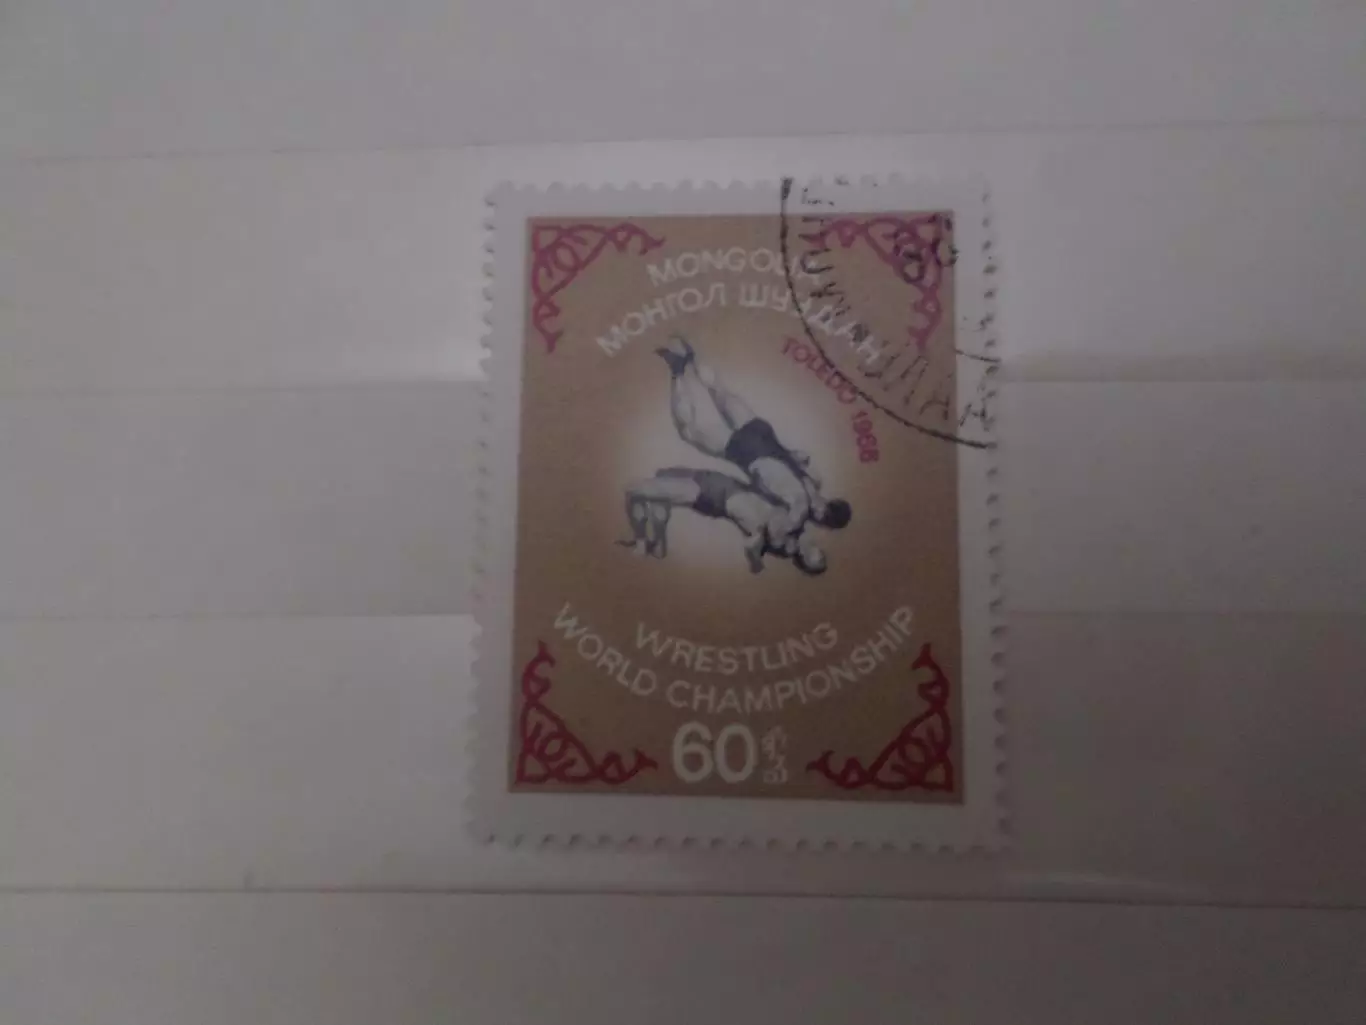 MONGOLIA
МОНГОЛ ШУУДАН
TOLEDO 1966
WRESTLING
WORLD CHAMPIONSHIP
60